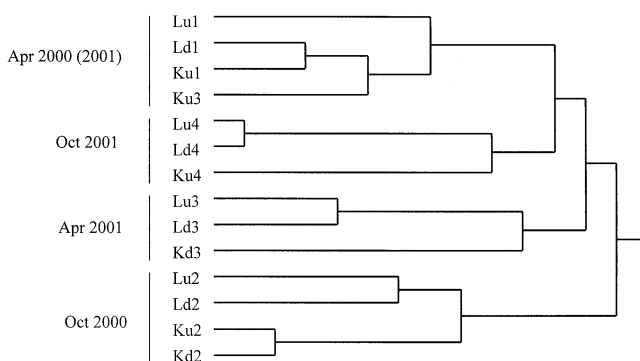 Lu1
Ld1
Apr 2000 (2001)
Ku1
Ku3
Lu4
Oct 2001
Ld4
Ku4
Lu3
Apr 2001
Ld3
Kd3
Lu2
Ld2
Oct 2000
Ku2
Kd2